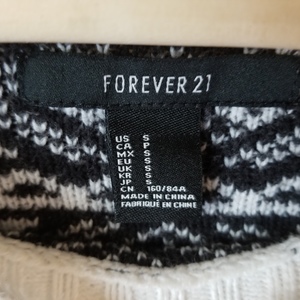 FOREVER 21
US S
CA P
MX S
EU S
UK S
KR S
JP S
CN 160/84A
MADE IN CHINA
FABRIQUÉ EN CHINE